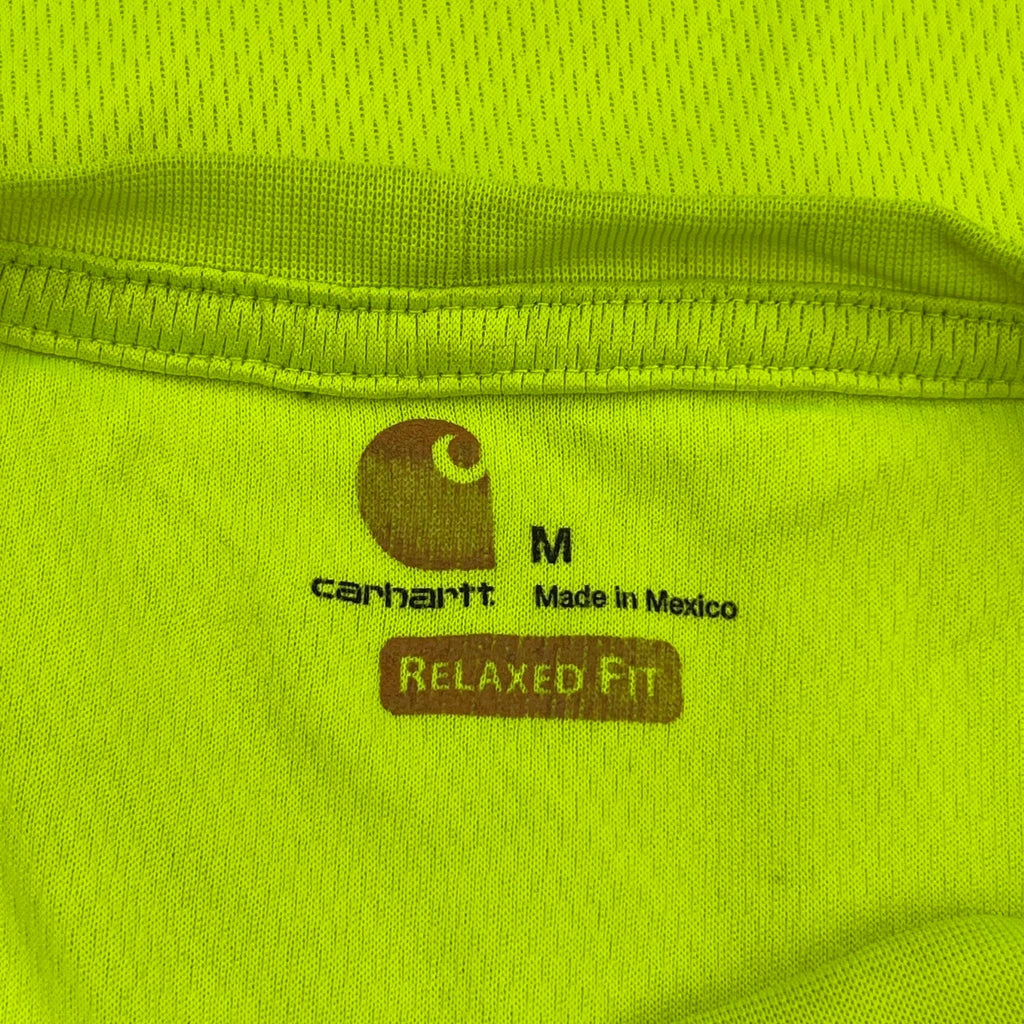 M
carhartt.
Made in Mexico
RELAXED FIT